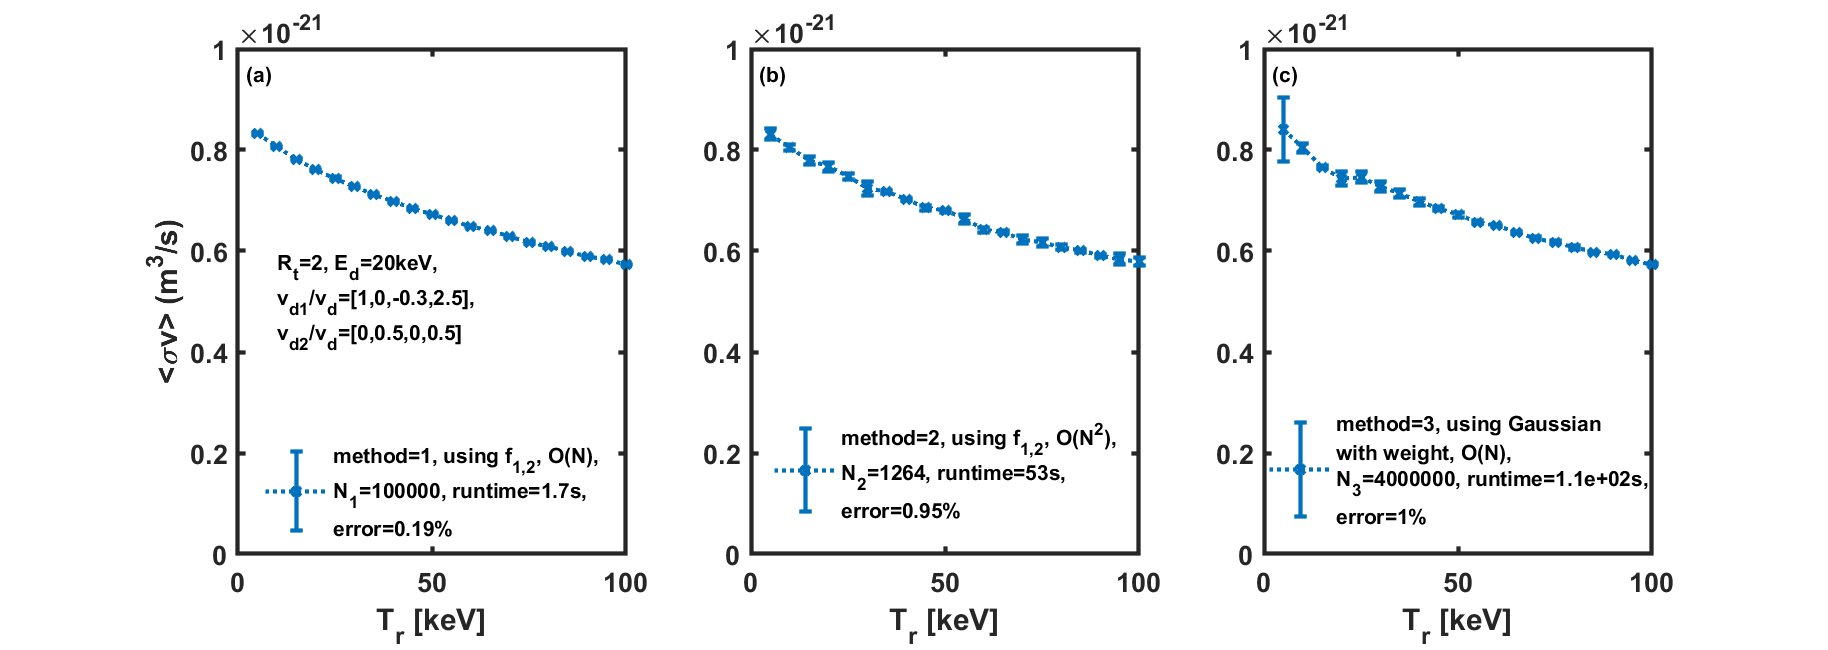 ×10⁻²¹
(a)
1
0.8
0.6
0.4
0.2
0
<σv> (m³/s)
R_t=2, E_d=20keV,
v_d1/v_d=[1,0,-0.3,2.5],
v_d2/v_d=[0,0.5,0,0.5]
method=1, using f_1,2, O(N),
N_1=100000, runtime=1.7s,
error=0.19%
0 50 100
T_r [keV]
×10⁻²¹
(b)
1
0.8
0.6
0.4
0.2
0
method=2, using f_1,2, O(N²),
N_2=1264, runtime=53s,
error=0.95%
0 50 100
T_r [keV]
×10⁻²¹
(c)
1
0.8
0.6
0.4
0.2
0
method=3, using Gaussian
with weight, O(N),
N_3=4000000, runtime=1.1e+02s,
error=1%
0 50 100
T_r [keV]